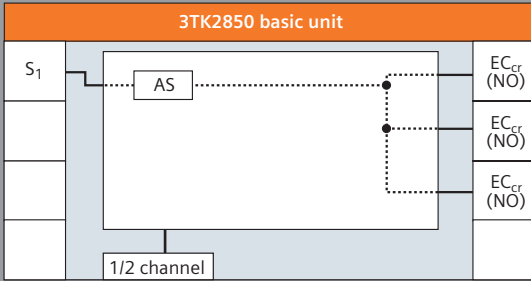 3TK2850 basic unit
S1
AS
ECcr
(NO)
ECcr
(NO)
ECcr
(NO)
1/2 channel